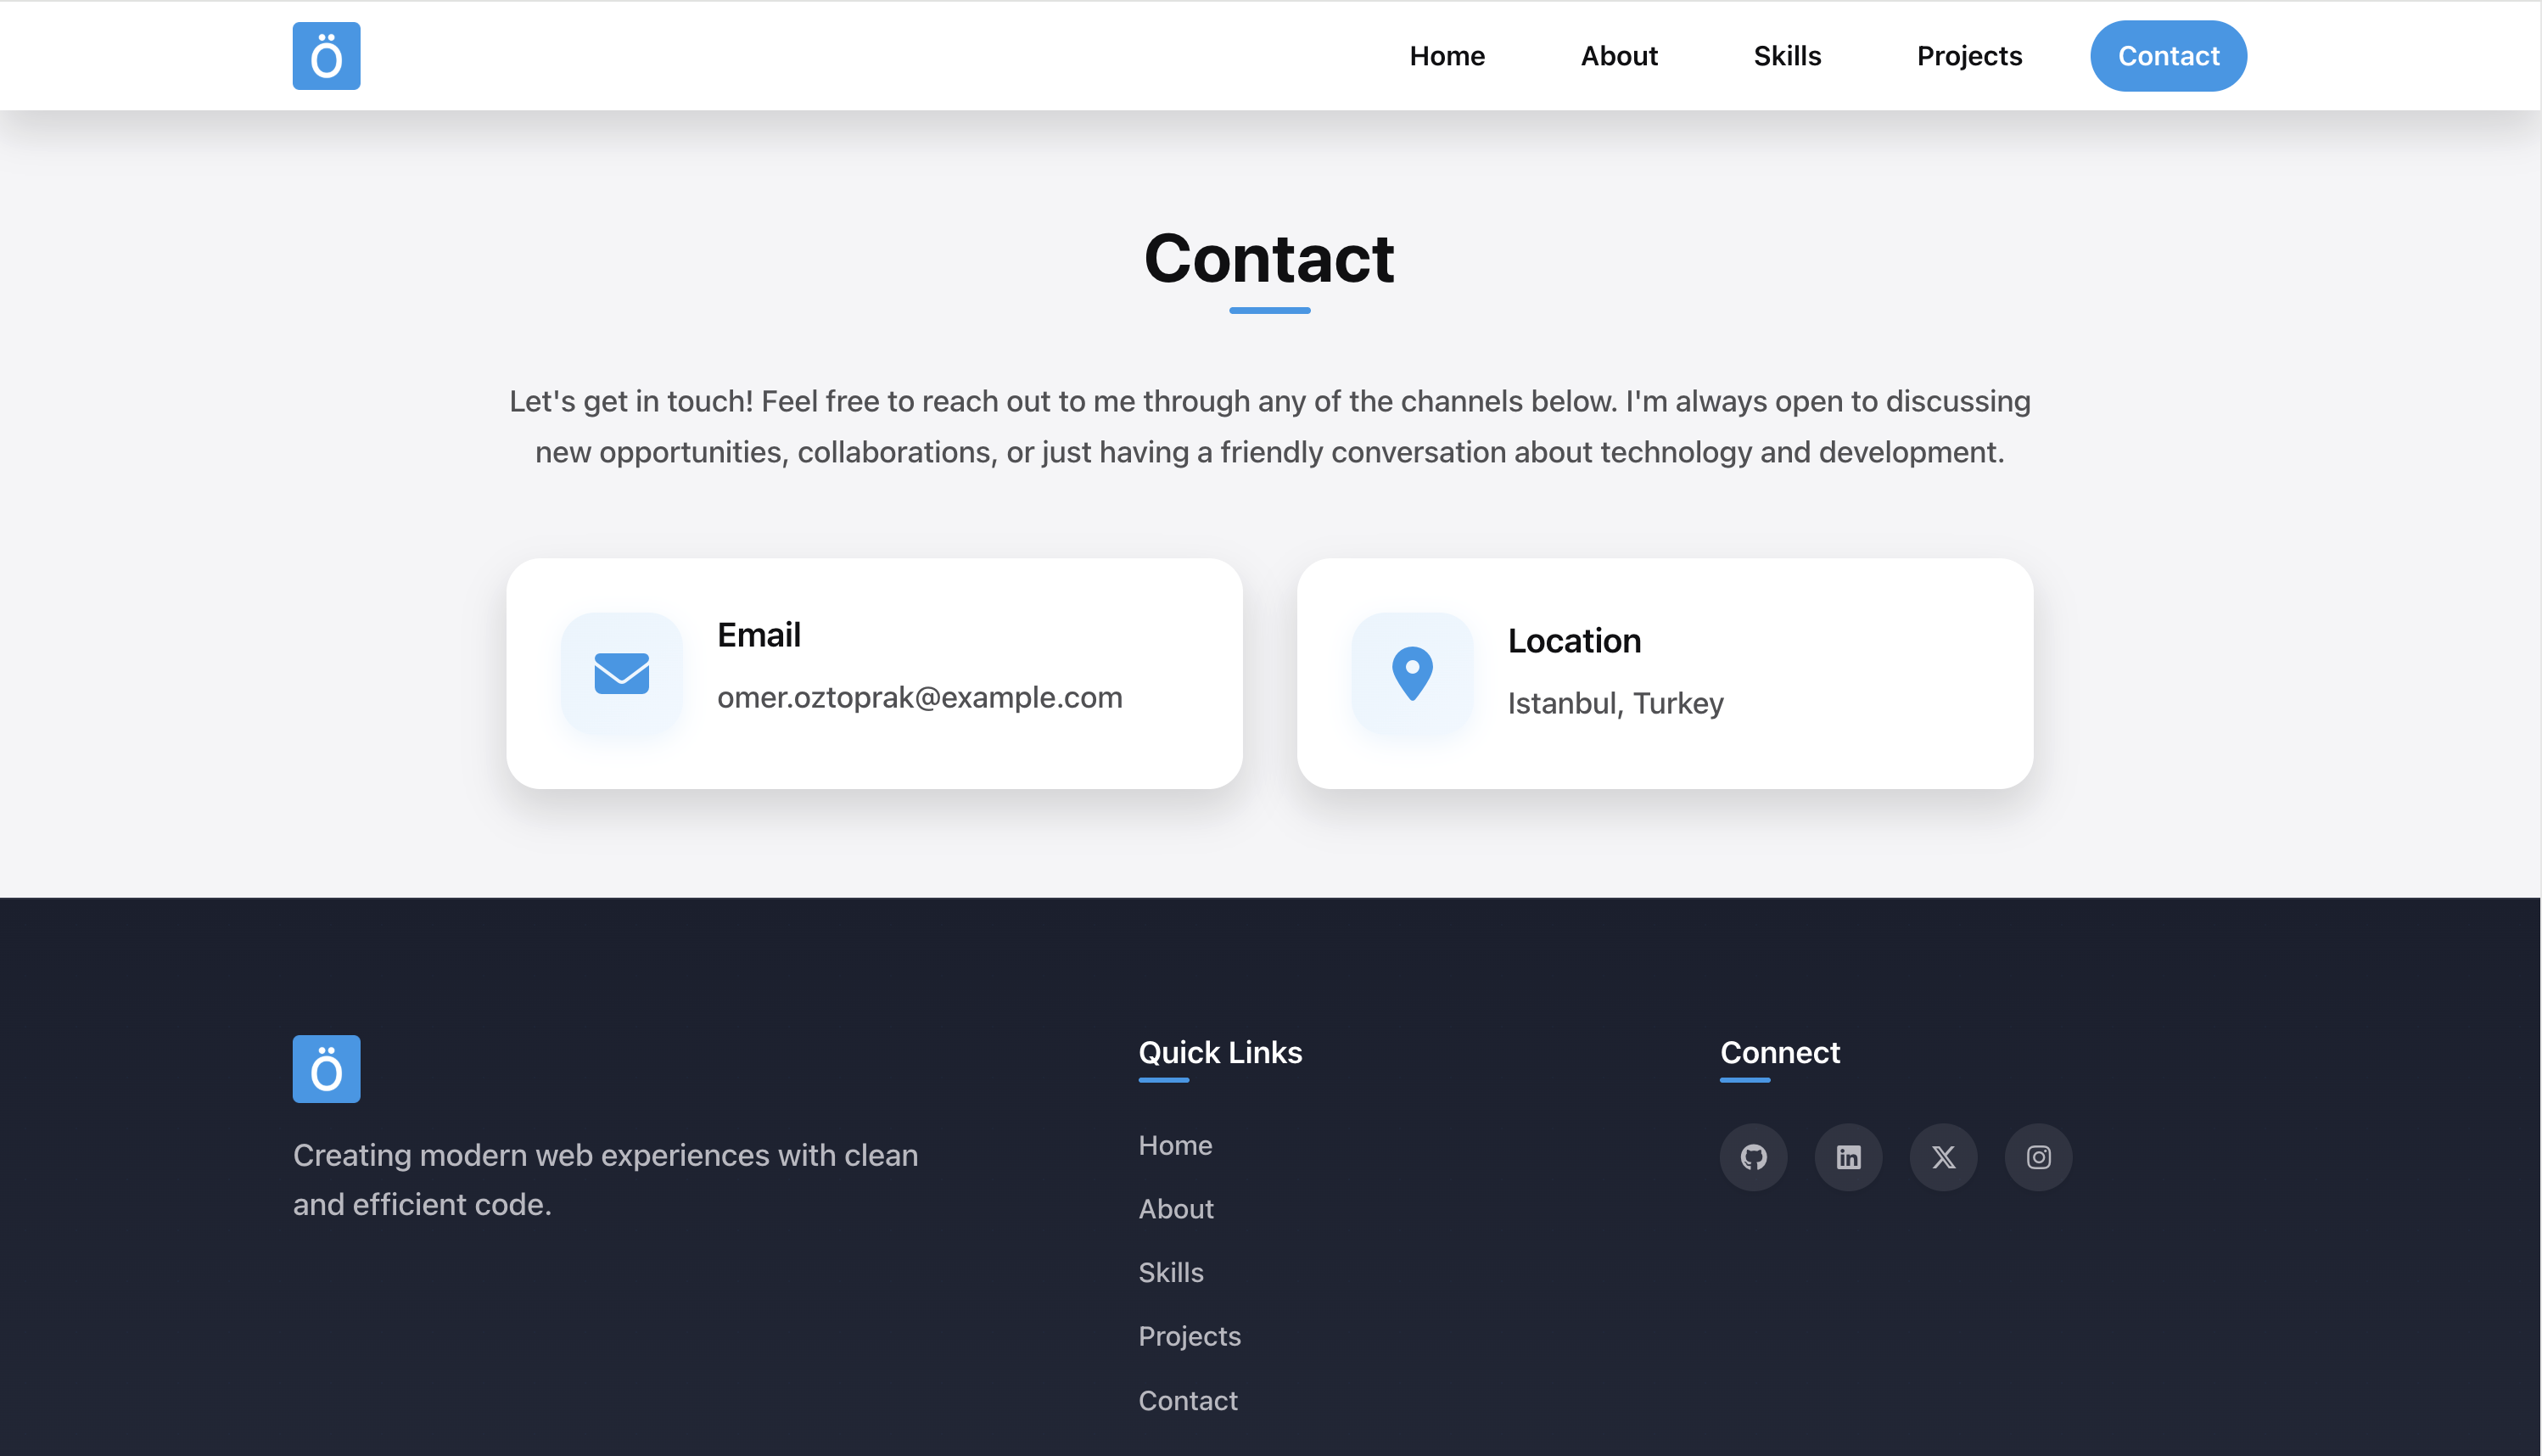 Ö
Home About Skills Projects Contact
Contact
Let's get in touch! Feel free to reach out to me through any of the channels below. I'm always open to discussing
new opportunities, collaborations, or just having a friendly conversation about technology and development.
Email
omer.oztoprak@example.com
Location
Istanbul, Turkey
Ö
Creating modern web experiences with clean
and efficient code.
Quick Links
Home
About
Skills
Projects
Contact
Connect